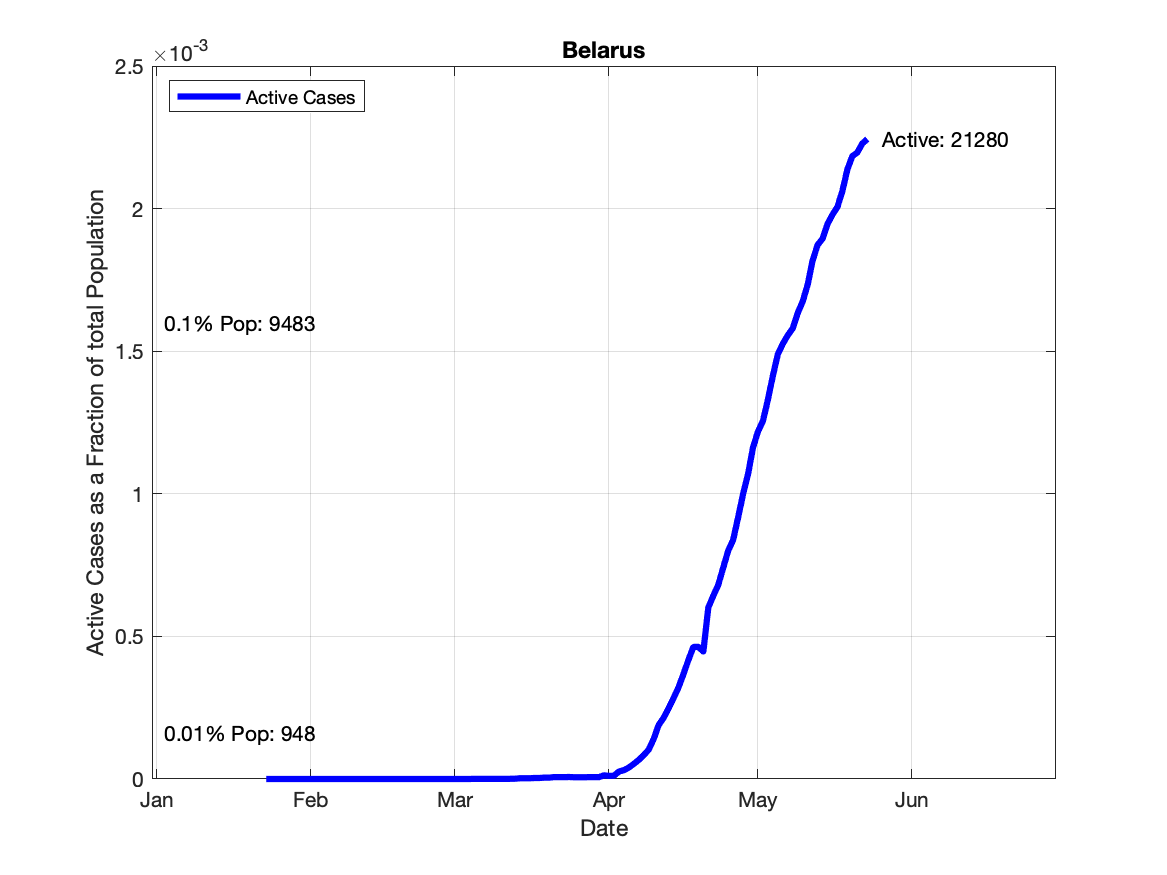 Belarus
×10-3
2.5
2
1.5
1
0.5
0
Active Cases
Active: 21280
0.1% Pop: 9483
0.01% Pop: 948
Active Cases as a Fraction of total Population
Jan Feb Mar Apr May Jun
Date